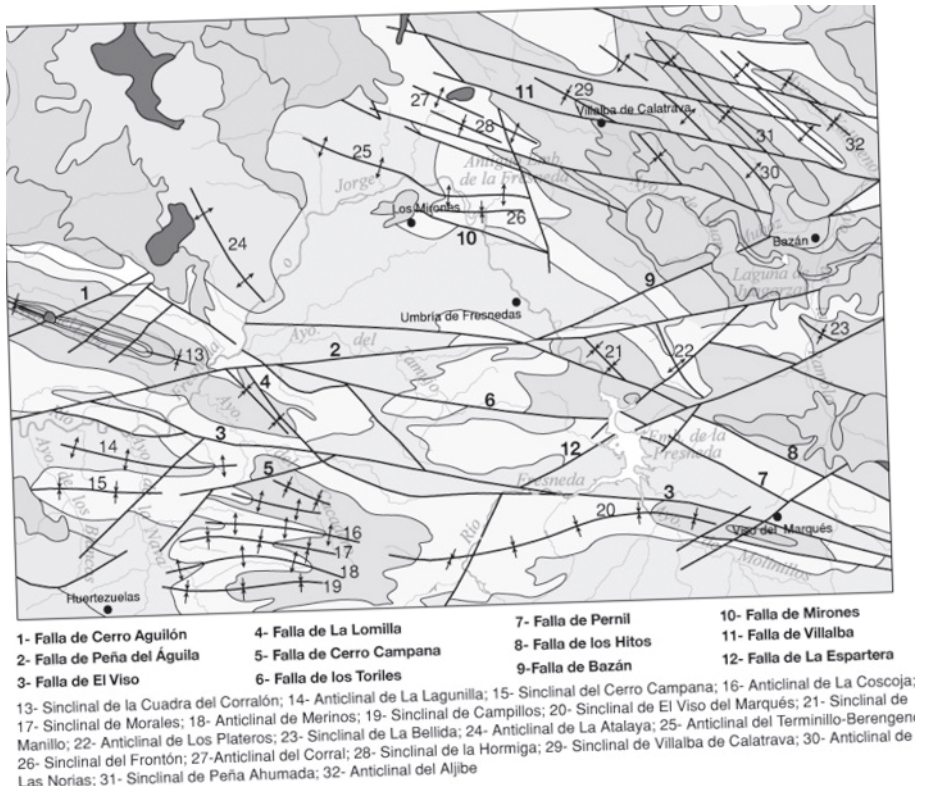 27
11
29
Villalba de Calatrava
28
31
32
25
Antiguo Emb.
de la Fresneda
30
Jorge
Los Mirones
26
24
10
Muñoz
Bazán
9
Laguna de
1
Umbría de Fresnedas
Ayo.
del
23
13
2
21
22
4
6
Ayo.
3
14
12
Emb. de la
Fresneda
8
5
15
Fresneda
3
7
20
16
Río
Viso del Marqués
17
18
Molinillos
19
Huertezuelas
1- Falla de Cerro Aguilón
2- Falla de Peña del Águila
3- Falla de El Viso
4- Falla de La Lomilla
5- Falla de Cerro Campana
6- Falla de los Toriles
7- Falla de Pernil
8- Falla de los Hitos
9-Falla de Bazán
10- Falla de Mirones
11- Falla de Villalba
12- Falla de La Espartera
13- Sinclinal de la Cuadra del Corralón; 14- Anticlinal de La Lagunilla; 15- Sinclinal del Cerro Campana; 16- Anticlinal de La Coscoja;
17- Sinclinal de Morales; 18- Anticlinal de Merinos; 19- Sinclinal de Campillos; 20- Sinclinal de El Viso del Marqués; 21- Sinclinal de
Manillo; 22- Anticlinal de Los Plateros; 23- Sinclinal de La Bellida; 24- Anticlinal de La Atalaya; 25- Anticlinal del Terminillo-Berengen
26- Sinclinal del Frontón; 27-Anticlinal del Corral; 28- Sinclinal de la Hormiga; 29- Sinclinal de Villalba de Calatrava; 30- Anticlinal de
Las Norias; 31- Sinclinal de Peña Ahumada; 32- Anticlinal del Aljibe